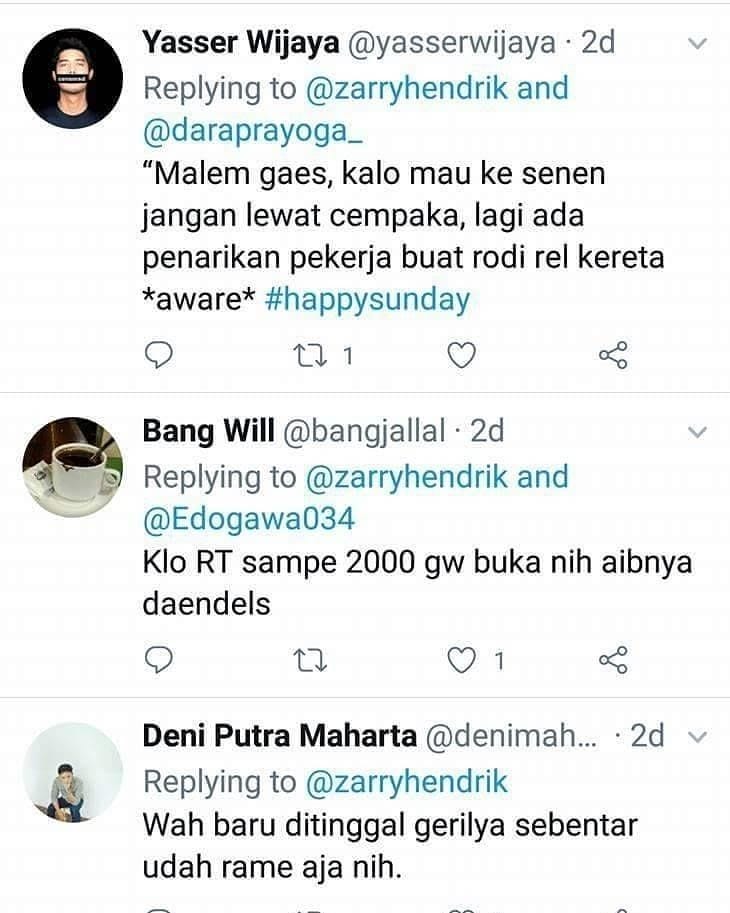 Yasser Wijaya @yasserwijaya · 2d
Replying to @zarryhendrik and
@daraprayoga_
“Malem gaes, kalo mau ke senen
jangan lewat cempaka, lagi ada
penarikan pekerja buat rodi rel kereta
*aware* #happysunday
1
Bang Will @bangjallal · 2d
Replying to @zarryhendrik and
@Edogawa034
Klo RT sampe 2000 gw buka nih aibnya
daendels
1
Deni Putra Maharta @denimah... · 2d
Replying to @zarryhendrik
Wah baru ditinggal gerilya sebentar
udah rame aja nih.